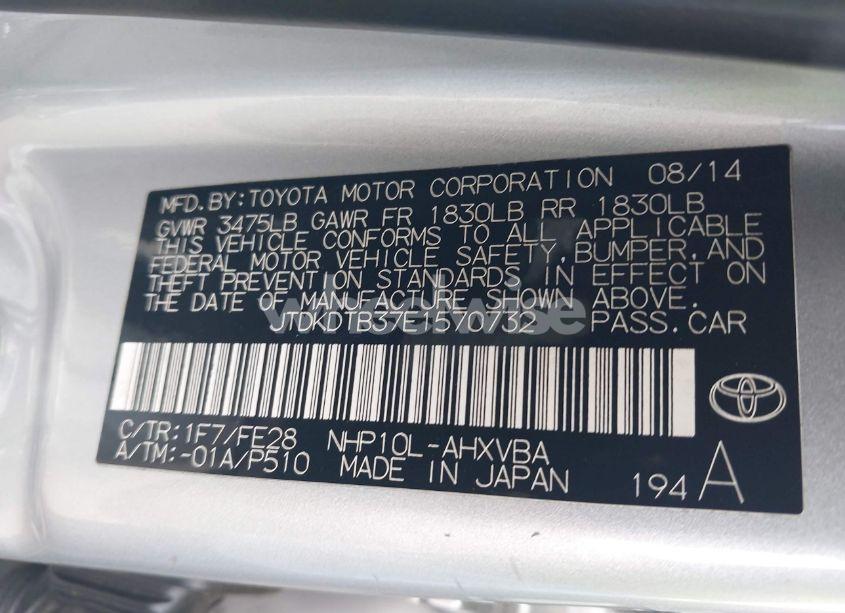 MFD.BY:TOYOTA MOTOR CORPORATION 08/14
GVWR 3475LB GAWR FR 1830LB RR 1830LB
THIS VEHICLE CONFORMS TO ALL APPLICABLE
FEDERAL MOTOR VEHICLE SAFETY,BUMPER,AND
THEFT PREVENTION STANDARDS IN EFFECT ON
THE DATE OF MANUFACTURE SHOWN ABOVE.
JTDKDTB37E1570732 PASS.CAR
C/TR:1F7/FE28 NHP10L-AHXVBA
A/TM:-01A/P510 MADE IN JAPAN 194 A